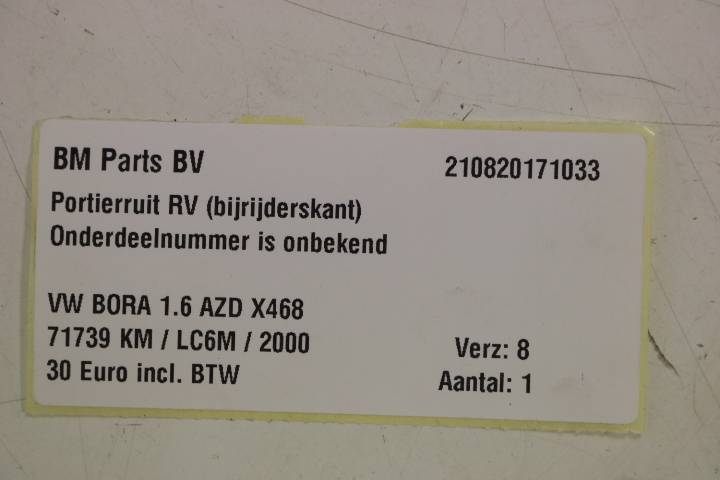 BM Parts BV 210820171033
Portierruit RV (bijrijderskant)
Onderdeelnummer is onbekend
VW BORA 1.6 AZD X468
71739 KM / LC6M / 2000 Verz: 8
30 Euro incl. BTW Aantal: 1